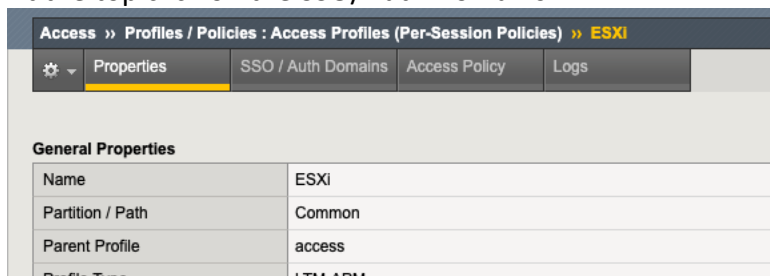 Access » Profiles / Policies : Access Profiles (Per-Session Policies) » ESXi
Properties SSO / Auth Domains Access Policy Logs
General Properties
Name ESXi
Partition / Path Common
Parent Profile access